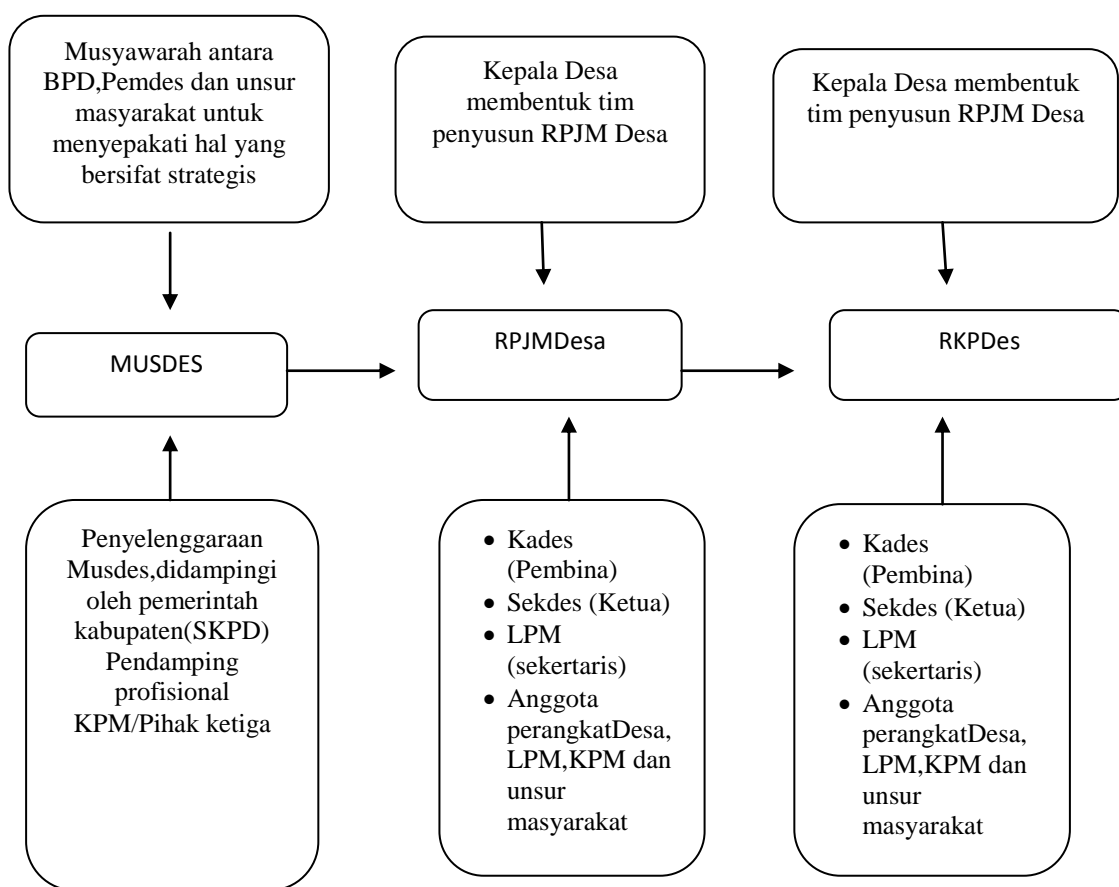 Musyawarah antara
BPD,Pemdes dan unsur
masyarakat untuk
menyepakati hal yang
bersifat strategis
Kepala Desa
membentuk tim
penyusun RPJM Desa
Kepala Desa membentuk
tim penyusun RPJM Desa
MUSDES
RPJMDesa
RKPDes
Penyelenggaraan
Musdes,didampingi
oleh pemerintah
kabupaten(SKPD)
Pendamping
profisional
KPM/Pihak ketiga
• Kades
(Pembina)
• Sekdes (Ketua)
• LPM
(sekertaris)
• Anggota
perangkatDesa,
LPM,KPM dan
unsur
masyarakat
• Kades
(Pembina)
• Sekdes (Ketua)
• LPM
(sekertaris)
• Anggota
perangkatDesa,
LPM,KPM dan
unsur
masyarakat